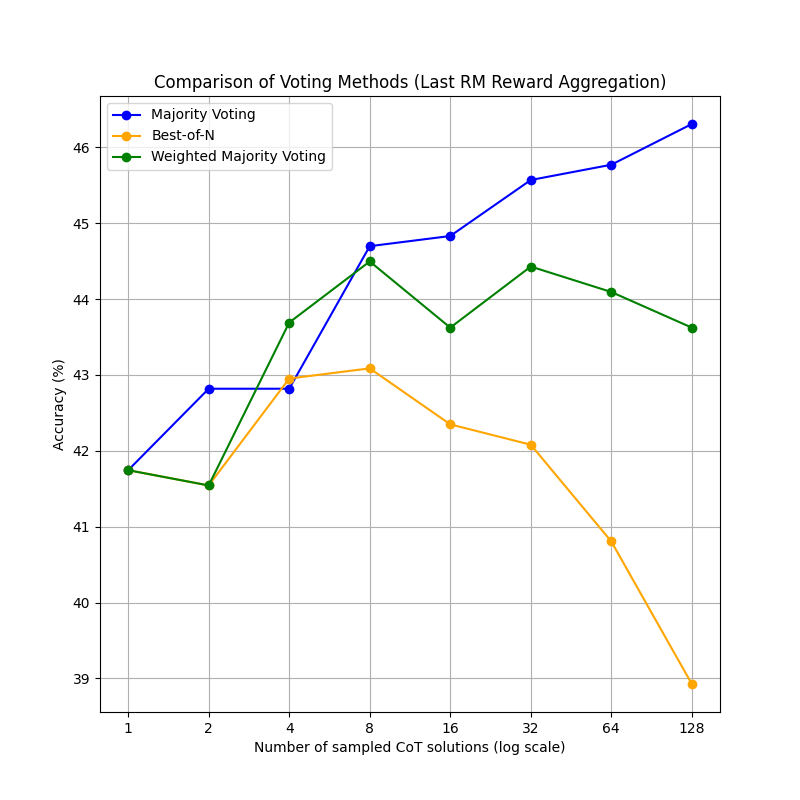 Comparison of Voting Methods (Last RM Reward Aggregation)
Majority Voting
Best-of-N
Weighted Majority Voting
46
45
44
43
42
41
40
39
Accuracy (%)
1 2 4 8 16 32 64 128
Number of sampled CoT solutions (log scale)